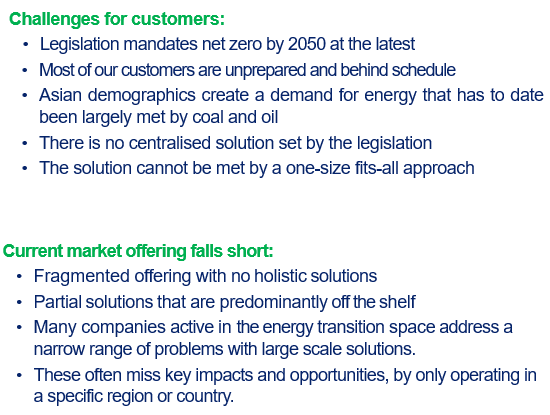 Challenges for customers:
• Legislation mandates net zero by 2050 at the latest
• Most of our customers are unprepared and behind schedule
• Asian demographics create a demand for energy that has to date
been largely met by coal and oil
• There is no centralised solution set by the legislation
• The solution cannot be met by a one-size fits-all approach
Current market offering falls short:
• Fragmented offering with no holistic solutions
• Partial solutions that are predominantly off the shelf
• Many companies active in the energy transition space address a
narrow range of problems with large scale solutions.
• These often miss key impacts and opportunities, by only operating in
a specific region or country.